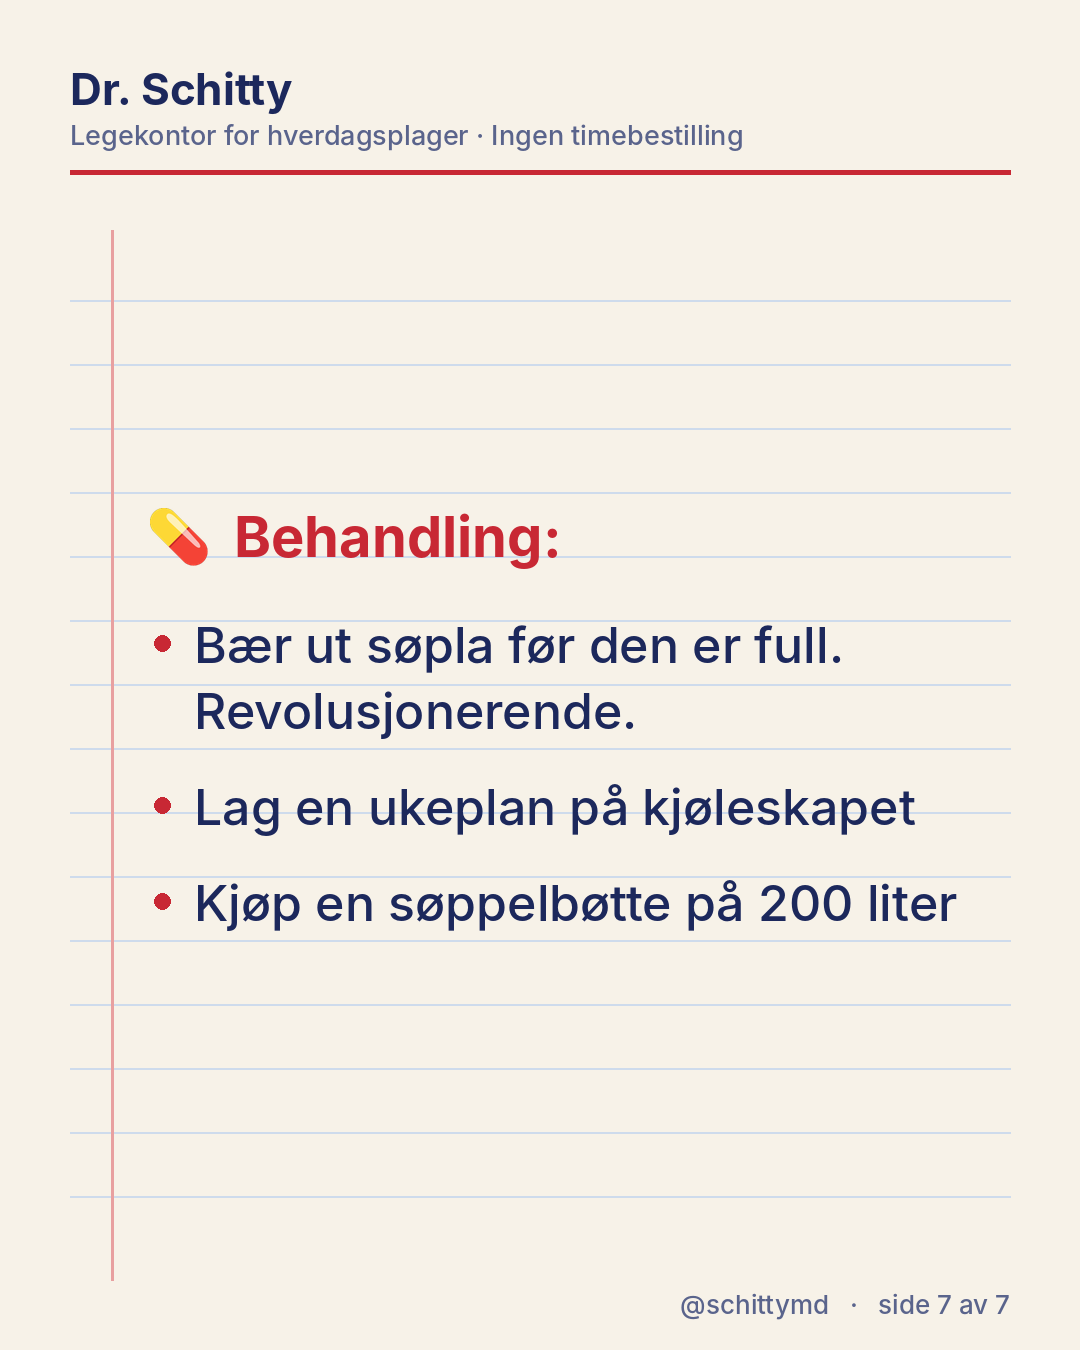 Dr. Schitty
Legekontor for hverdagsplager · Ingen timebestilling
💊 Behandling:
• Bær ut søpla før den er full.
Revolusjonerende.
• Lag en ukeplan på kjøleskapet
• Kjøp en søppelbøtte på 200 liter
@schittymd · side 7 av 7